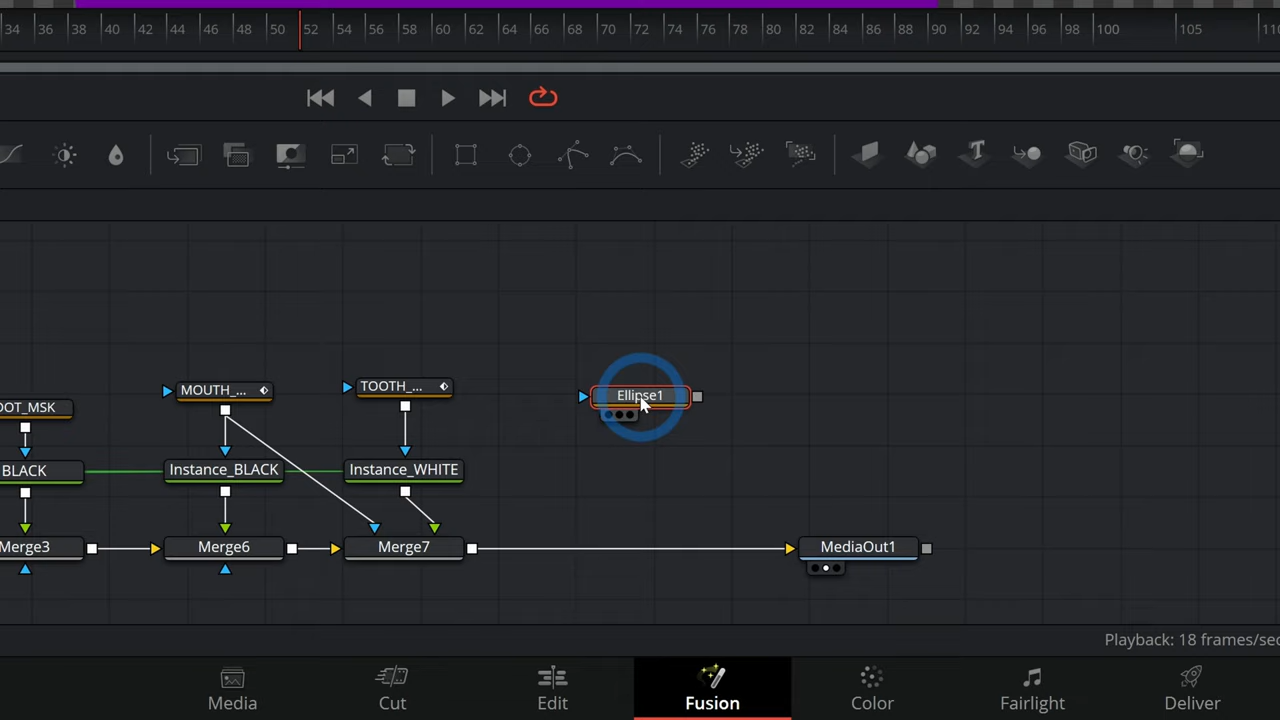 34 36 38 40 42 44 46 48 50 52 54 56 58 60 62 64 66 68 70 72 74 76 78 80 82 84 86 88 90 92 94 96 98 100 105
T
MOUTH_... TOOTH_... Ellipse1
OOT_MSK
BLACK Instance_BLACK Instance_WHITE
Merge3 Merge6 Merge7 MediaOut1
Playback: 18 frames/sec
Media Cut Edit Fusion Color Fairlight Deliver